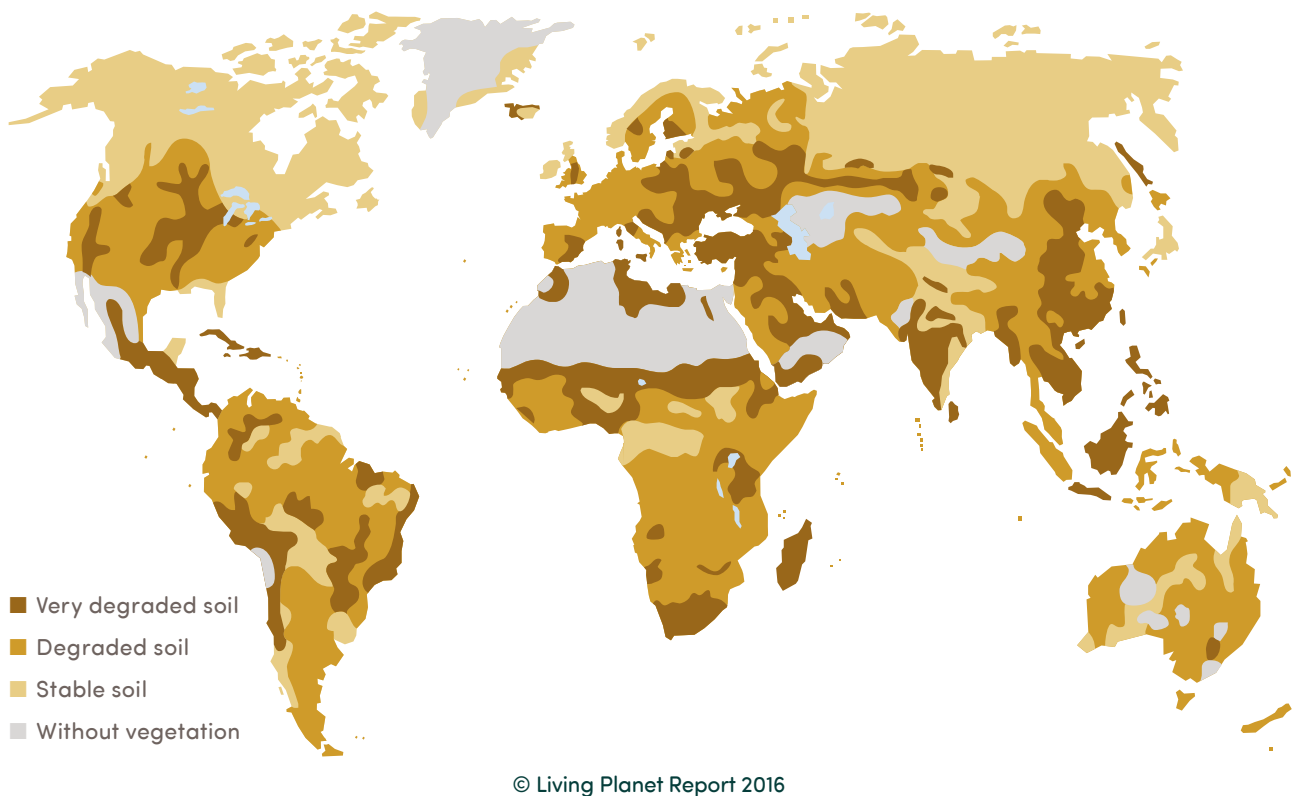 Very degraded soil
Degraded soil
Stable soil
Without vegetation
© Living Planet Report 2016